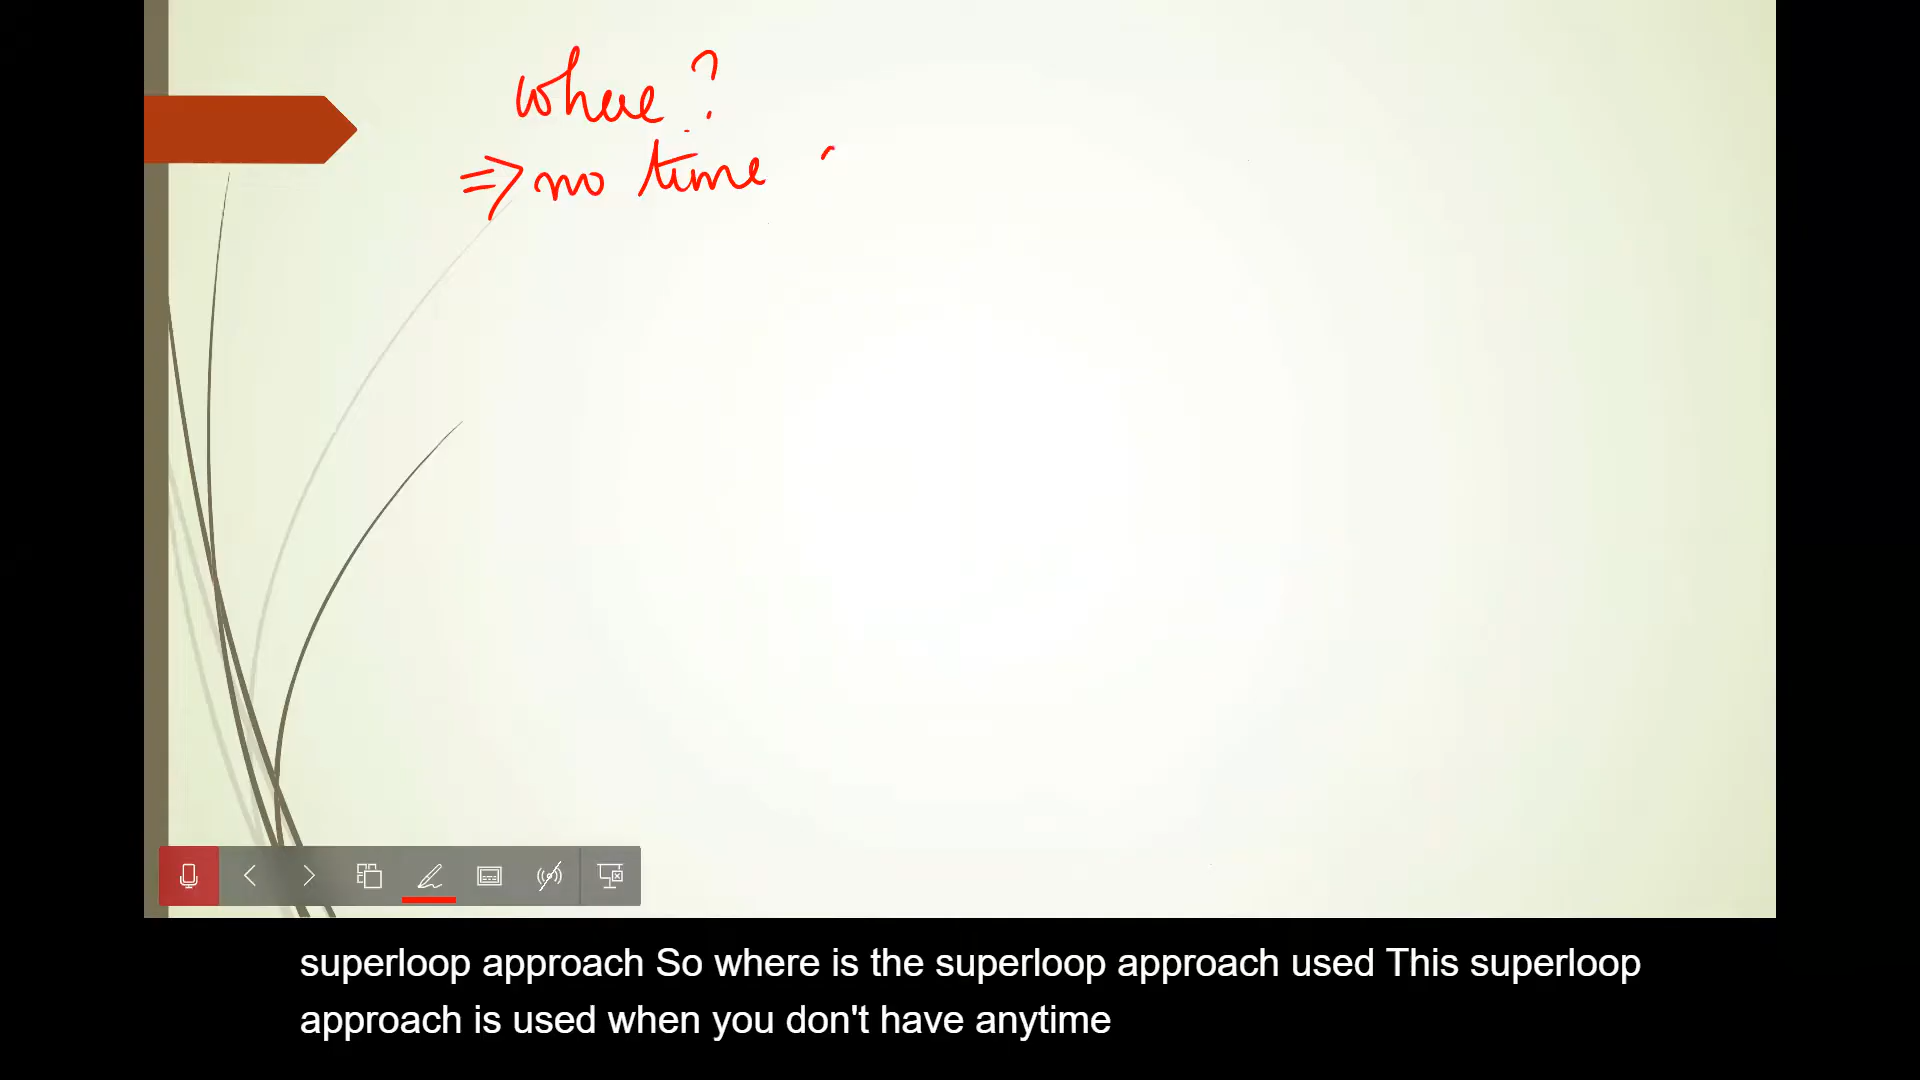 where?
⇒ no time
superloop approach So where is the superloop approach used This superloop
approach is used when you don't have anytime